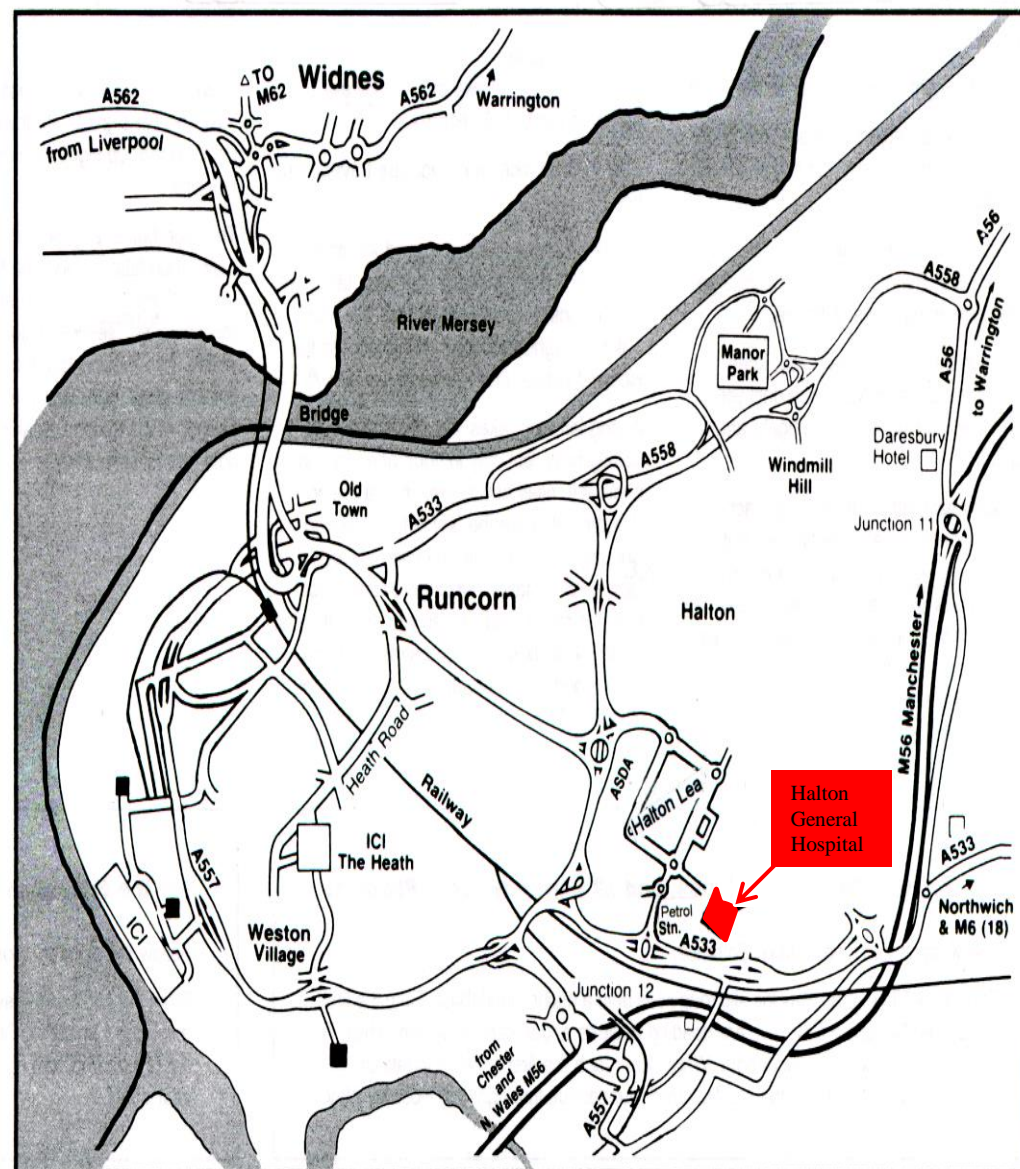 A562
from Liverpool
△ TO
M62
Widnes
A562
Warrington
River Mersey
Bridge
A56
A558
A56
to Warrington
Manor
Park
Daresbury
Hotel
Windmill
Hill
Junction 11
Old
Town
A533
A558
Runcorn
Halton
M56 Manchester
Heath Road
Railway
ASDA
Halton Lea
Halton
General
Hospital
ICI
The Heath
A557
ICI
Weston
Village
Petrol
Stn.
A533
A533
Northwich
& M6 (18)
Junction 12
from
Chester
and
N. Wales M56
A557